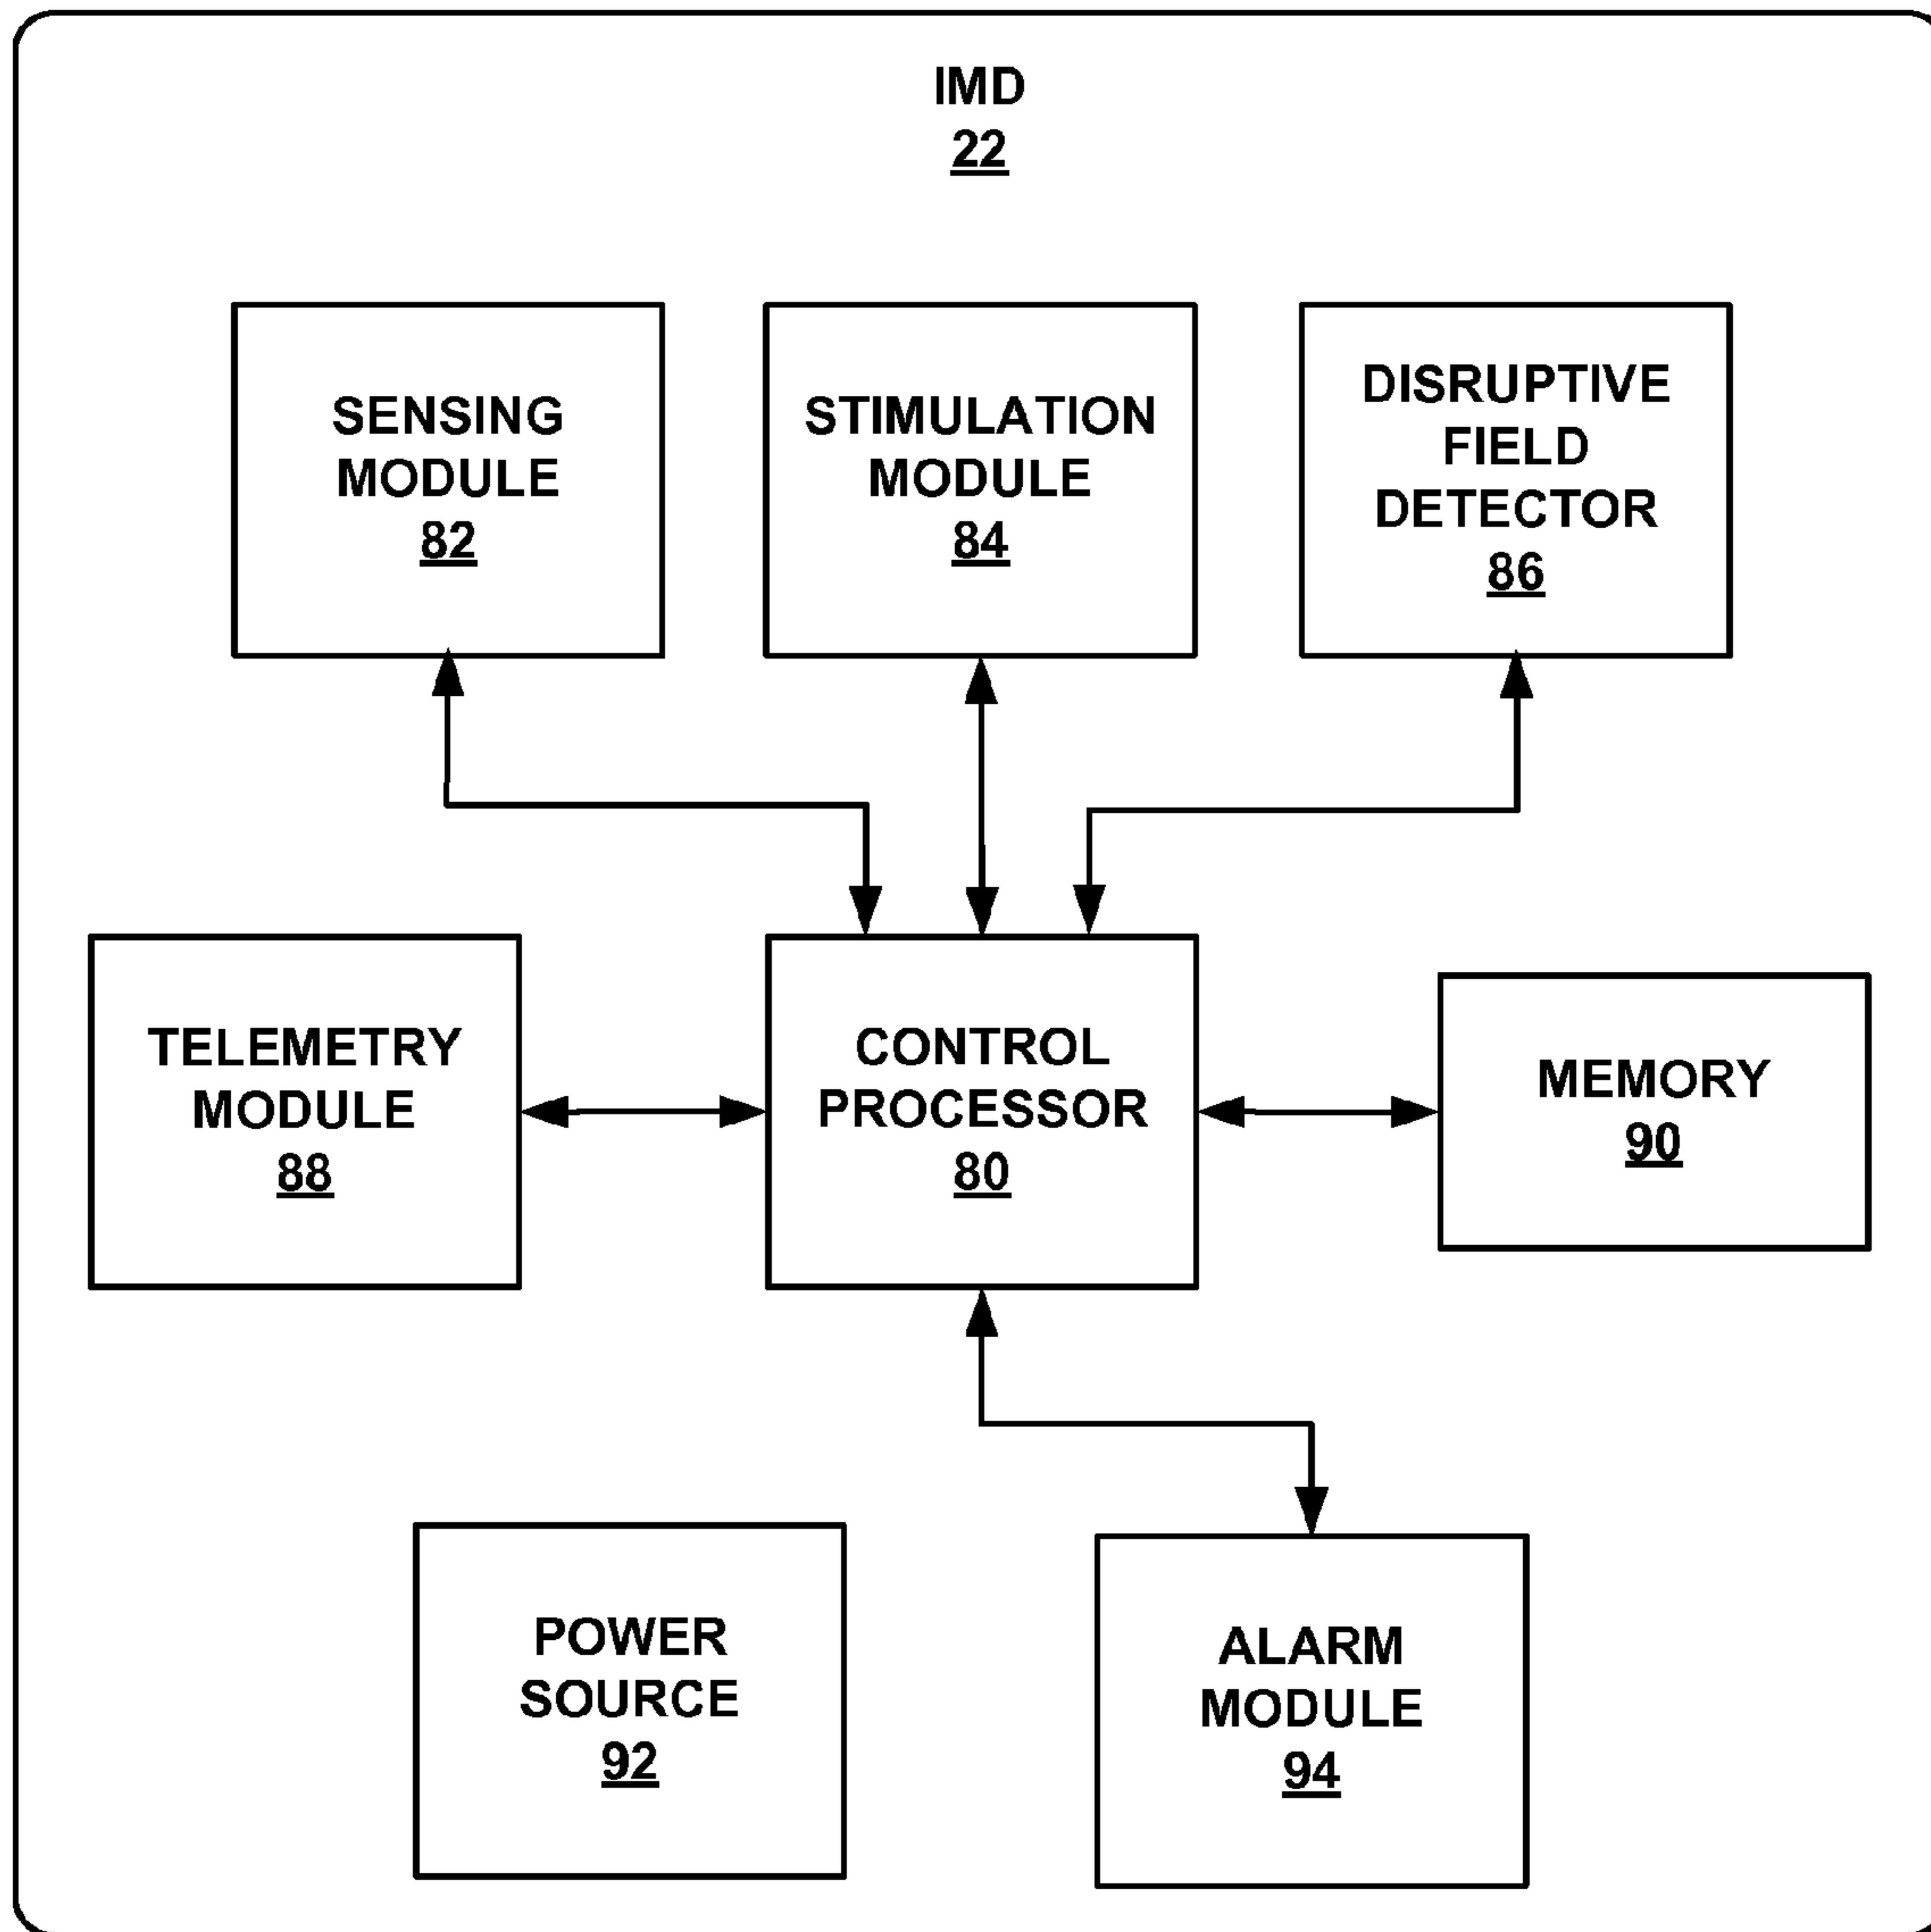 IMD
22
SENSING
MODULE
82
STIMULATION
MODULE
84
DISRUPTIVE
FIELD
DETECTOR
86
TELEMETRY
MODULE
88
CONTROL
PROCESSOR
80
MEMORY
90
POWER
SOURCE
92
ALARM
MODULE
94